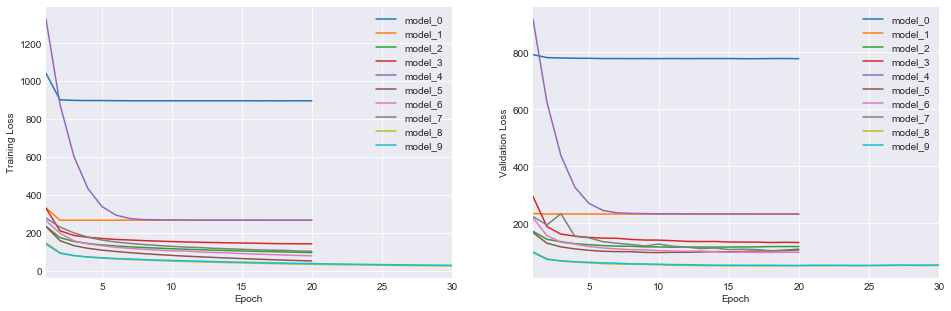 1200
1000
800
600
400
200
0
Training Loss
5
10
15
20
25
30
Epoch
model_0
model_1
model_2
model_3
model_4
model_5
model_6
model_7
model_8
model_9
800
600
400
200
Validation Loss
5
10
15
20
25
30
Epoch
model_0
model_1
model_2
model_3
model_4
model_5
model_6
model_7
model_8
model_9